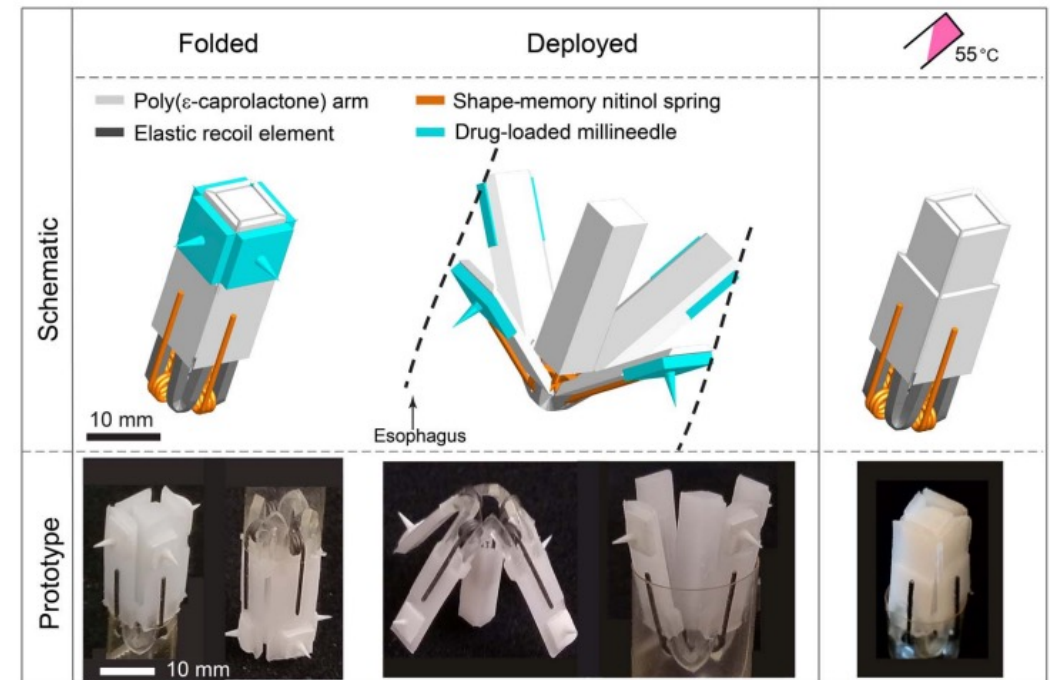 Folded
Deployed
55 °C
Poly(ε-caprolactone) arm
Shape-memory nitinol spring
Elastic recoil element
Drug-loaded millineedle
Schematic
10 mm
Esophagus
Prototype
10 mm